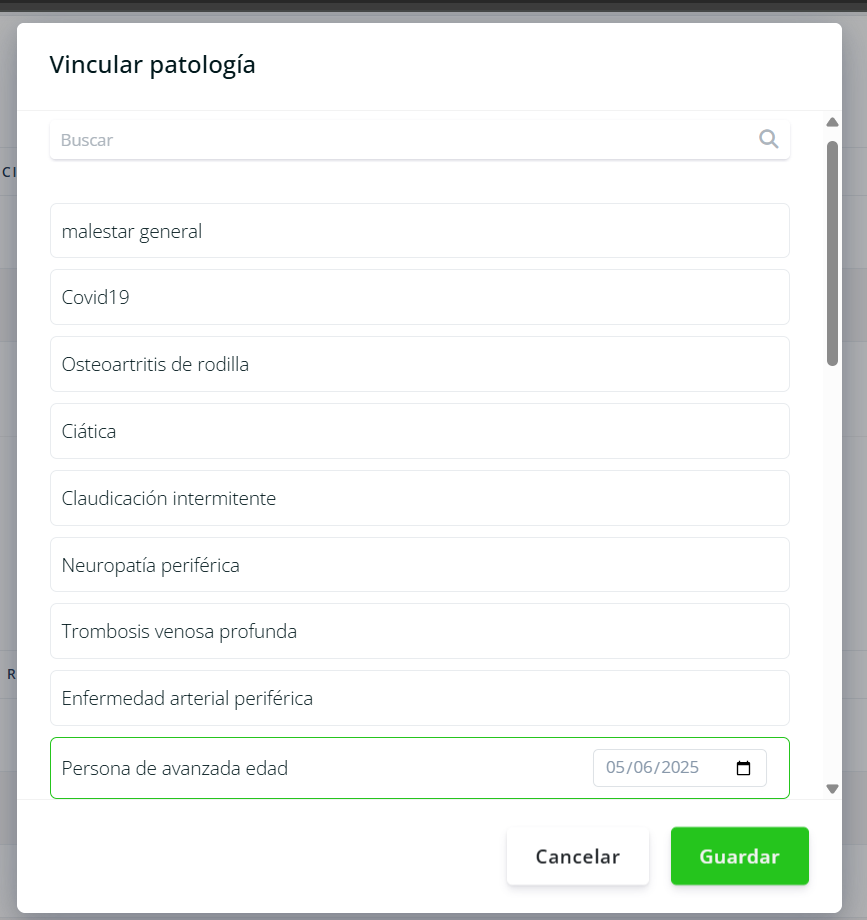 Vincular patología
Buscar
CI
malestar general
Covid19
Osteoartritis de rodilla
Ciática
Claudicación intermitente
Neuropatía periférica
Trombosis venosa profunda
R
Enfermedad arterial periférica
Persona de avanzada edad 05/06/2025
Cancelar Guardar